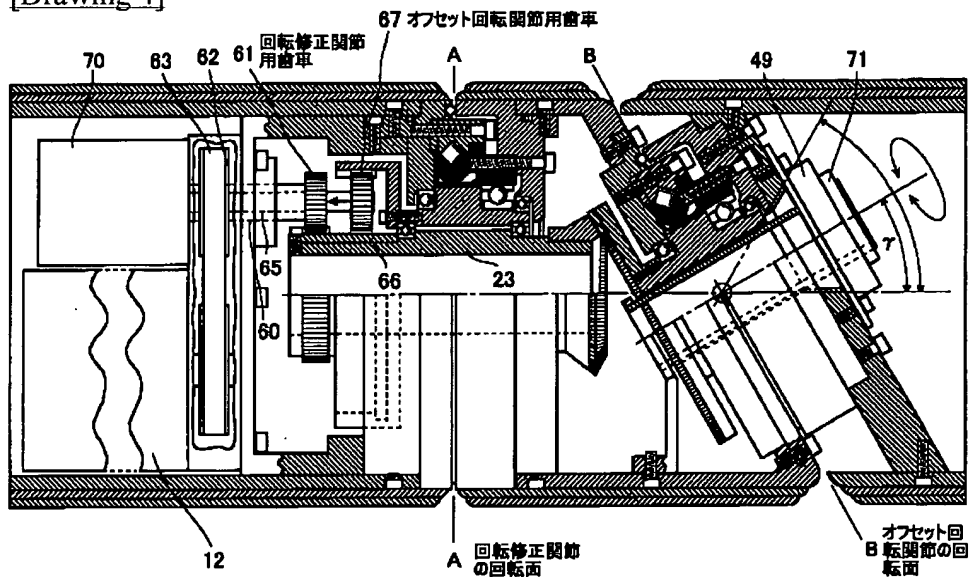 [Drawing 4]
67 オフセット回転関節用歯車
61 回転修正関節
用歯車
70
63
62
A
B
49
71
γ
65
66
23
60
12
A 回転修正関節
の回転面
B オフセット回
転関節の回
転面